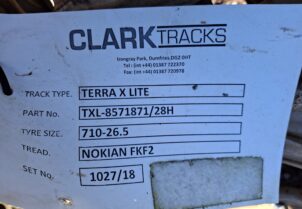 CLARKTRACKS
Irongray Park, Dumfries, DG2 0HT
Tel : (int +44) 01387 722370
Fax: (int +44) 01387 720978
TRACK TYPE: TERRA X LITE
PART No. TXL-8571871/28H
TYRE SIZE: 710-26.5
TREAD. NOKIAN FKF2
SET No. 1027/18